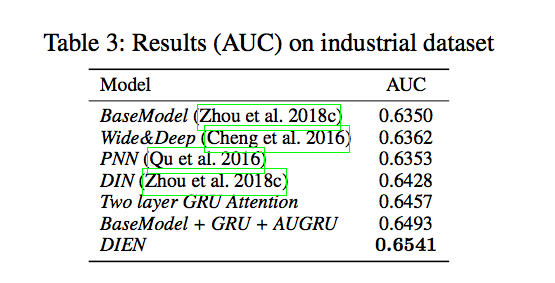 Table 3: Results (AUC) on industrial dataset
Model AUC
BaseModel (Zhou et al. 2018c) 0.6350
Wide&Deep (Cheng et al. 2016) 0.6362
PNN (Qu et al. 2016) 0.6353
DIN (Zhou et al. 2018c) 0.6428
Two layer GRU Attention 0.6457
BaseModel + GRU + AUGRU 0.6493
DIEN 0.6541